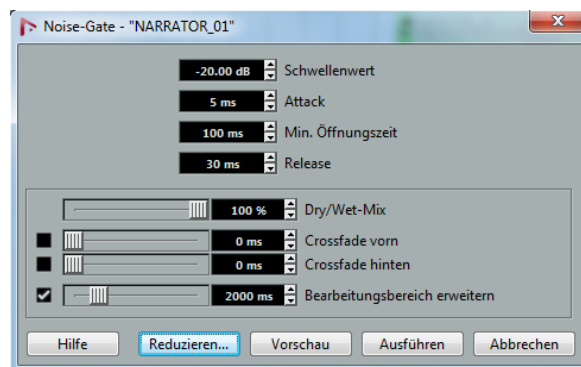 Noise-Gate - "NARRATOR_01"
-20.00 dB Schwellenwert
5 ms Attack
100 ms Min. Öffnungszeit
30 ms Release
100 % Dry/Wet-Mix
0 ms Crossfade vorn
0 ms Crossfade hinten
2000 ms Bearbeitungsbereich erweitern
Hilfe Reduzieren... Vorschau Ausführen Abbrechen